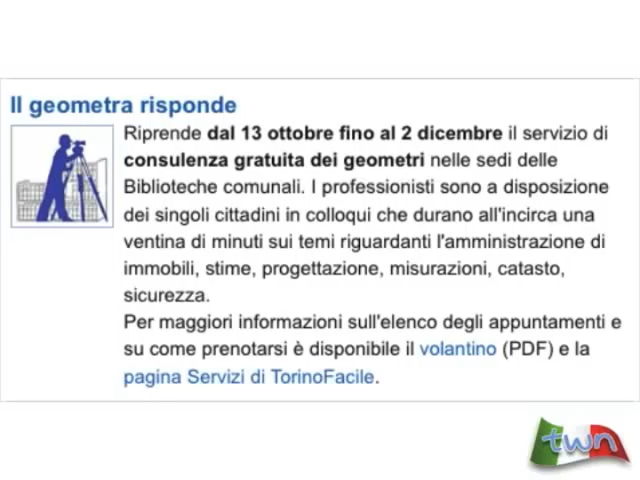 Il geometra risponde
Riprende dal 13 ottobre fino al 2 dicembre il servizio di
consulenza gratuita dei geometri nelle sedi delle
Biblioteche comunali. I professionisti sono a disposizione
dei singoli cittadini in colloqui che durano all'incirca una
ventina di minuti sui temi riguardanti l'amministrazione di
immobili, stime, progettazione, misurazioni, catasto,
sicurezza.
Per maggiori informazioni sull'elenco degli appuntamenti e
su come prenotarsi è disponibile il volantino (PDF) e la
pagina Servizi di TorinoFacile.
twn